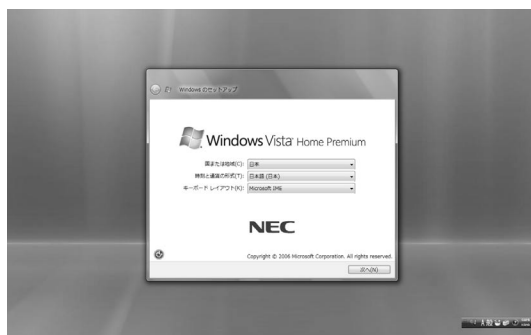 Windows のセットアップ
Windows Vista Home Premium
国または地域(C): 日本
時刻と通貨の形式(T): 日本語 (日本)
キーボード レイアウト(K): Microsoft IME
NEC
Copyright © 2006 Microsoft Corporation. All rights reserved.
次へ(N)
A 般